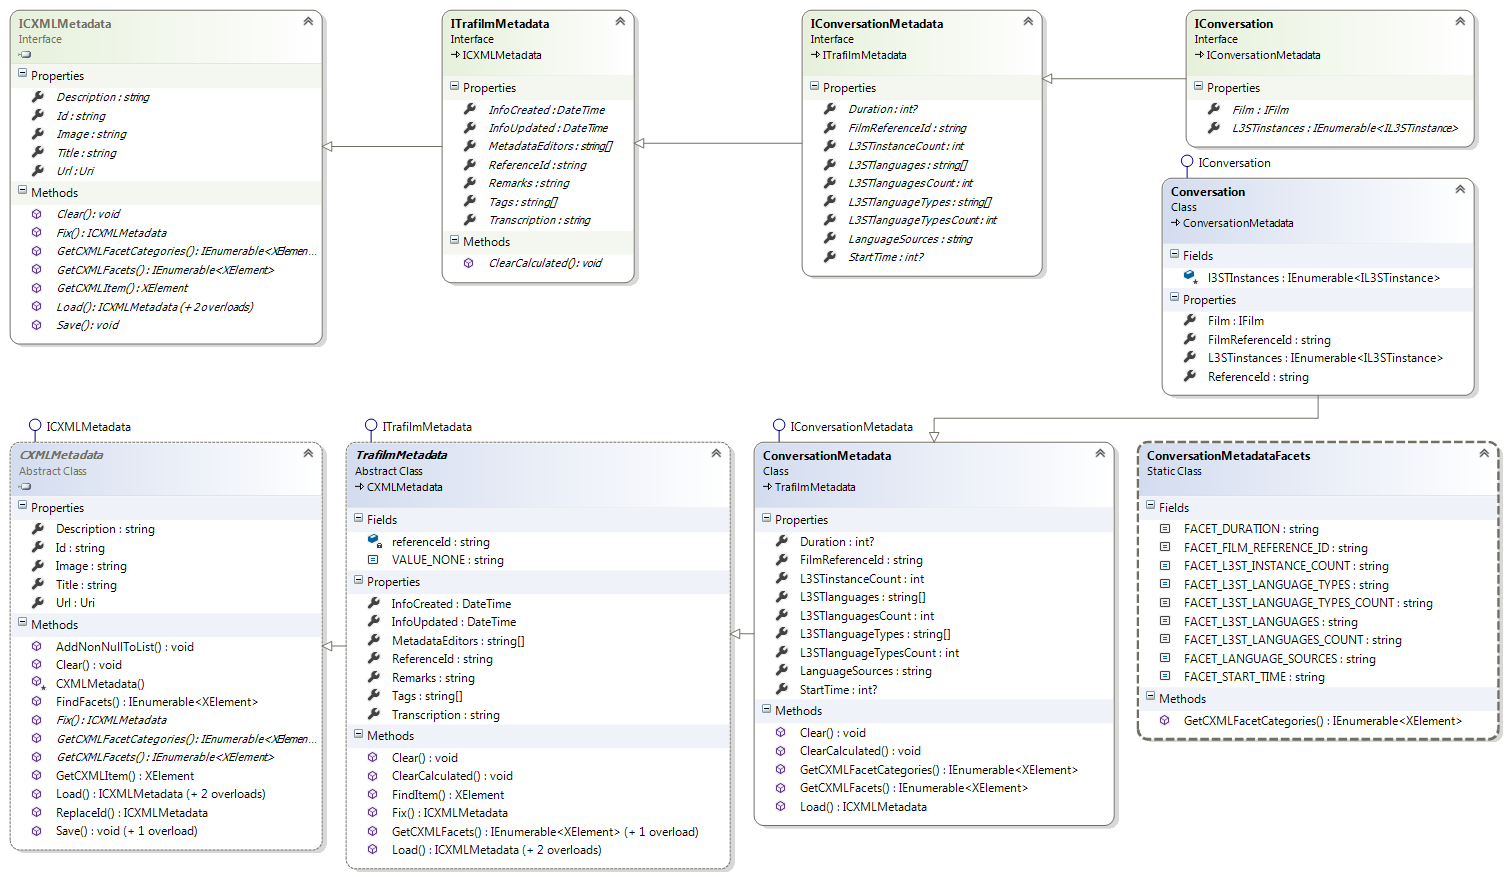 ICXMLMetadata
Interface
Properties
Description : string
Id : string
Image : string
Title : string
Url : Uri
Methods
Clear() : void
Fix() : ICXMLMetadata
GetCXMLFacetCategories() : IEnumerable<XElemen...
GetCXMLFacets() : IEnumerable<XElement>
GetCXMLItem() : XElement
Load() : ICXMLMetadata (+ 2 overloads)
Save() : void
ITrafilmMetadata
Interface
ICXMLMetadata
Properties
InfoCreated : DateTime
InfoUpdated : DateTime
MetadataEditors : string[]
ReferenceId : string
Remarks : string
Tags : string[]
Transcription : string
Methods
ClearCalculated() : void
IConversationMetadata
Interface
ITrafilmMetadata
Properties
Duration : int?
FilmReferenceId : string
L3STinstanceCount : int
L3STlanguages : string[]
L3STlanguagesCount : int
L3STlanguageTypes : string[]
L3STlanguageTypesCount : int
LanguageSources : string
StartTime : int?
IConversation
Interface
IConversationMetadata
Properties
Film : IFilm
L3STinstances : IEnumerable<IL3STinstance>
IConversation
Conversation
Class
ConversationMetadata
Fields
l3STInstances : IEnumerable<IL3STinstance>
Properties
Film : IFilm
FilmReferenceId : string
L3STinstances : IEnumerable<IL3STinstance>
ReferenceId : string
ICXMLMetadata
CXMLMetadata
Abstract Class
Properties
Description : string
Id : string
Image : string
Title : string
Url : Uri
Methods
AddNonNullToList() : void
Clear() : void
CXMLMetadata()
FindFacets() : IEnumerable<XElement>
Fix() : ICXMLMetadata
GetCXMLFacetCategories() : IEnumerable<XElemen...
GetCXMLFacets() : IEnumerable<XElement>
GetCXMLItem() : XElement
Load() : ICXMLMetadata (+ 2 overloads)
ReplaceId() : ICXMLMetadata
Save() : void (+ 1 overload)
ITrafilmMetadata
TrafilmMetadata
Abstract Class
CXMLMetadata
Fields
referenceId : string
VALUE_NONE : string
Properties
InfoCreated : DateTime
InfoUpdated : DateTime
MetadataEditors : string[]
ReferenceId : string
Remarks : string
Tags : string[]
Transcription : string
Methods
Clear() : void
ClearCalculated() : void
FindItem() : XElement
Fix() : ICXMLMetadata
GetCXMLFacets() : IEnumerable<XElement> (+ 1 overload)
Load() : ICXMLMetadata (+ 2 overloads)
IConversationMetadata
ConversationMetadata
Class
TrafilmMetadata
Properties
Duration : int?
FilmReferenceId : string
L3STinstanceCount : int
L3STlanguages : string[]
L3STlanguagesCount : int
L3STlanguageTypes : string[]
L3STlanguageTypesCount : int
LanguageSources : string
StartTime : int?
Methods
Clear() : void
ClearCalculated() : void
GetCXMLFacetCategories() : IEnumerable<XElement>
GetCXMLFacets() : IEnumerable<XElement>
Load() : ICXMLMetadata
ConversationMetadataFacets
Static Class
Fields
FACET_DURATION : string
FACET_FILM_REFERENCE_ID : string
FACET_L3ST_INSTANCE_COUNT : string
FACET_L3ST_LANGUAGE_TYPES : string
FACET_L3ST_LANGUAGE_TYPES_COUNT : string
FACET_L3ST_LANGUAGES : string
FACET_L3ST_LANGUAGES_COUNT : string
FACET_LANGUAGE_SOURCES : string
FACET_START_TIME : string
Methods
GetCXMLFacetCategories() : IEnumerable<XElement>